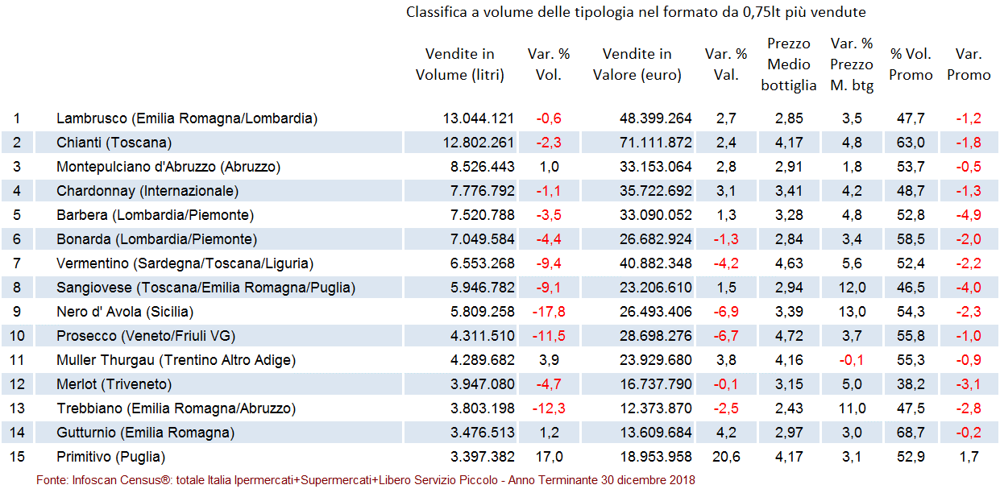 Classifica a volume delle tipologia nel formato da 0,75lt più vendute
Vendite in Volume (litri) Var. % Vol. Vendite in Valore (euro) Var. % Val. Prezzo Medio bottiglia Var. % Prezzo M. btg % Vol. Promo Var. Promo
1 Lambrusco (Emilia Romagna/Lombardia) 13.044.121 -0,6 48.399.264 2,7 2,85 3,5 47,7 -1,2
2 Chianti (Toscana) 12.802.261 -2,3 71.111.872 2,4 4,17 4,8 63,0 -1,8
3 Montepulciano d'Abruzzo (Abruzzo) 8.526.443 1,0 33.153.064 2,8 2,91 1,8 53,7 -0,5
4 Chardonnay (Internazionale) 7.776.792 -1,1 35.722.692 3,1 3,41 4,2 48,7 -1,3
5 Barbera (Lombardia/Piemonte) 7.520.788 -3,5 33.090.052 1,3 3,28 4,8 52,8 -4,9
6 Bonarda (Lombardia/Piemonte) 7.049.584 -4,4 26.682.924 -1,3 2,84 3,4 58,5 -2,0
7 Vermentino (Sardegna/Toscana/Liguria) 6.553.268 -9,4 40.882.348 -4,2 4,63 5,6 52,4 -2,2
8 Sangiovese (Toscana/Emilia Romagna/Puglia) 5.946.782 -9,1 23.206.610 1,5 2,94 12,0 46,5 -4,0
9 Nero d' Avola (Sicilia) 5.809.258 -17,8 26.493.406 -6,9 3,39 13,0 54,3 -2,3
10 Prosecco (Veneto/Friuli VG) 4.311.510 -11,5 28.698.276 -6,7 4,72 3,7 55,8 -1,0
11 Muller Thurgau (Trentino Altro Adige) 4.289.682 3,9 23.929.680 3,8 4,16 -0,1 55,3 -0,9
12 Merlot (Triveneto) 3.947.080 -4,7 16.737.790 -0,1 3,15 5,0 38,2 -3,1
13 Trebbiano (Emilia Romagna/Abruzzo) 3.803.198 -12,3 12.373.870 -2,5 2,43 11,0 47,5 -2,8
14 Gutturnio (Emilia Romagna) 3.476.513 1,2 13.609.684 4,2 2,97 3,0 68,7 -0,2
15 Primitivo (Puglia) 3.397.382 17,0 18.953.958 20,6 4,17 3,1 52,9 1,7
Fonte: Infoscan Census®: totale Italia Ipermercati+Supermercati+Libero Servizio Piccolo - Anno Terminante 30 dicembre 2018